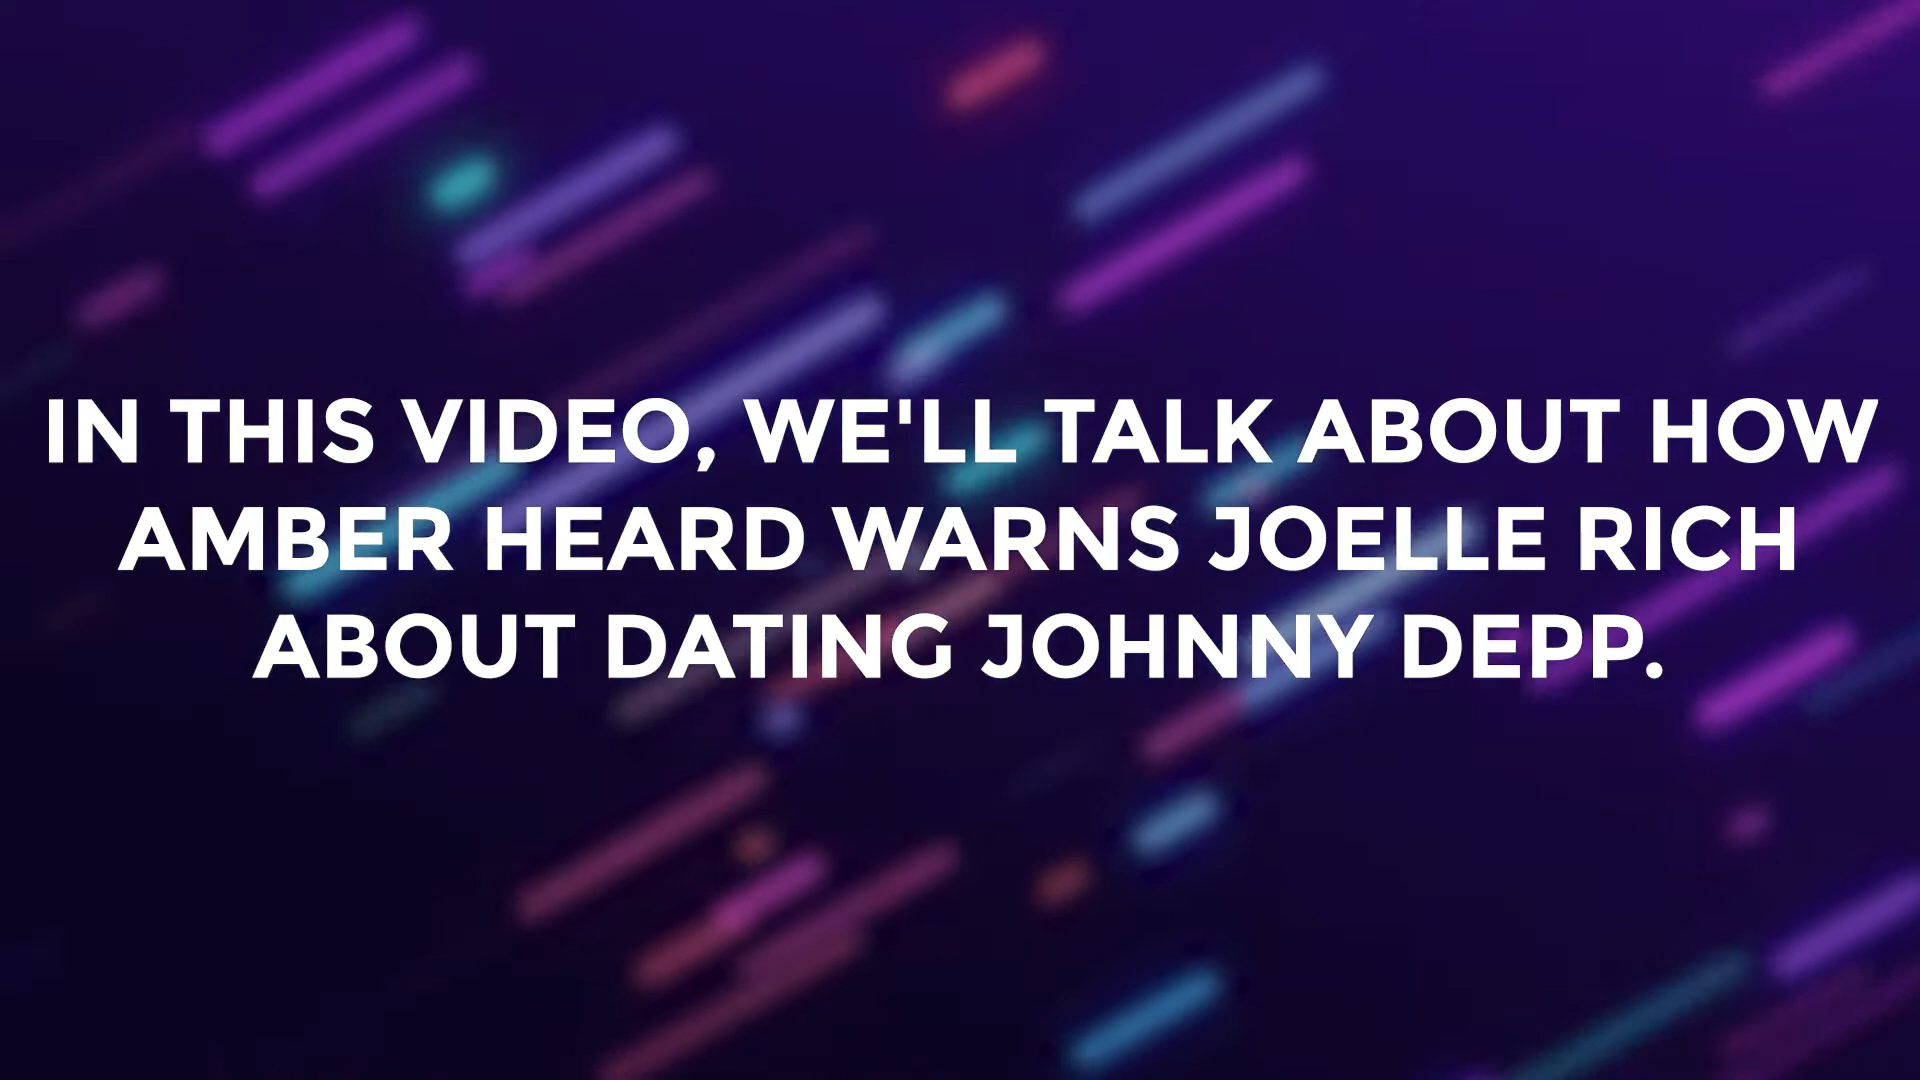 IN THIS VIDEO, WE'LL TALK ABOUT HOW
AMBER HEARD WARNS JOELLE RICH
ABOUT DATING JOHNNY DEPP.